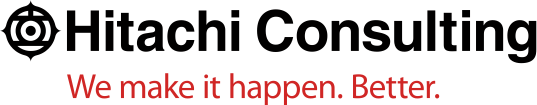 Hitachi Consulting
We make it happen. Better.